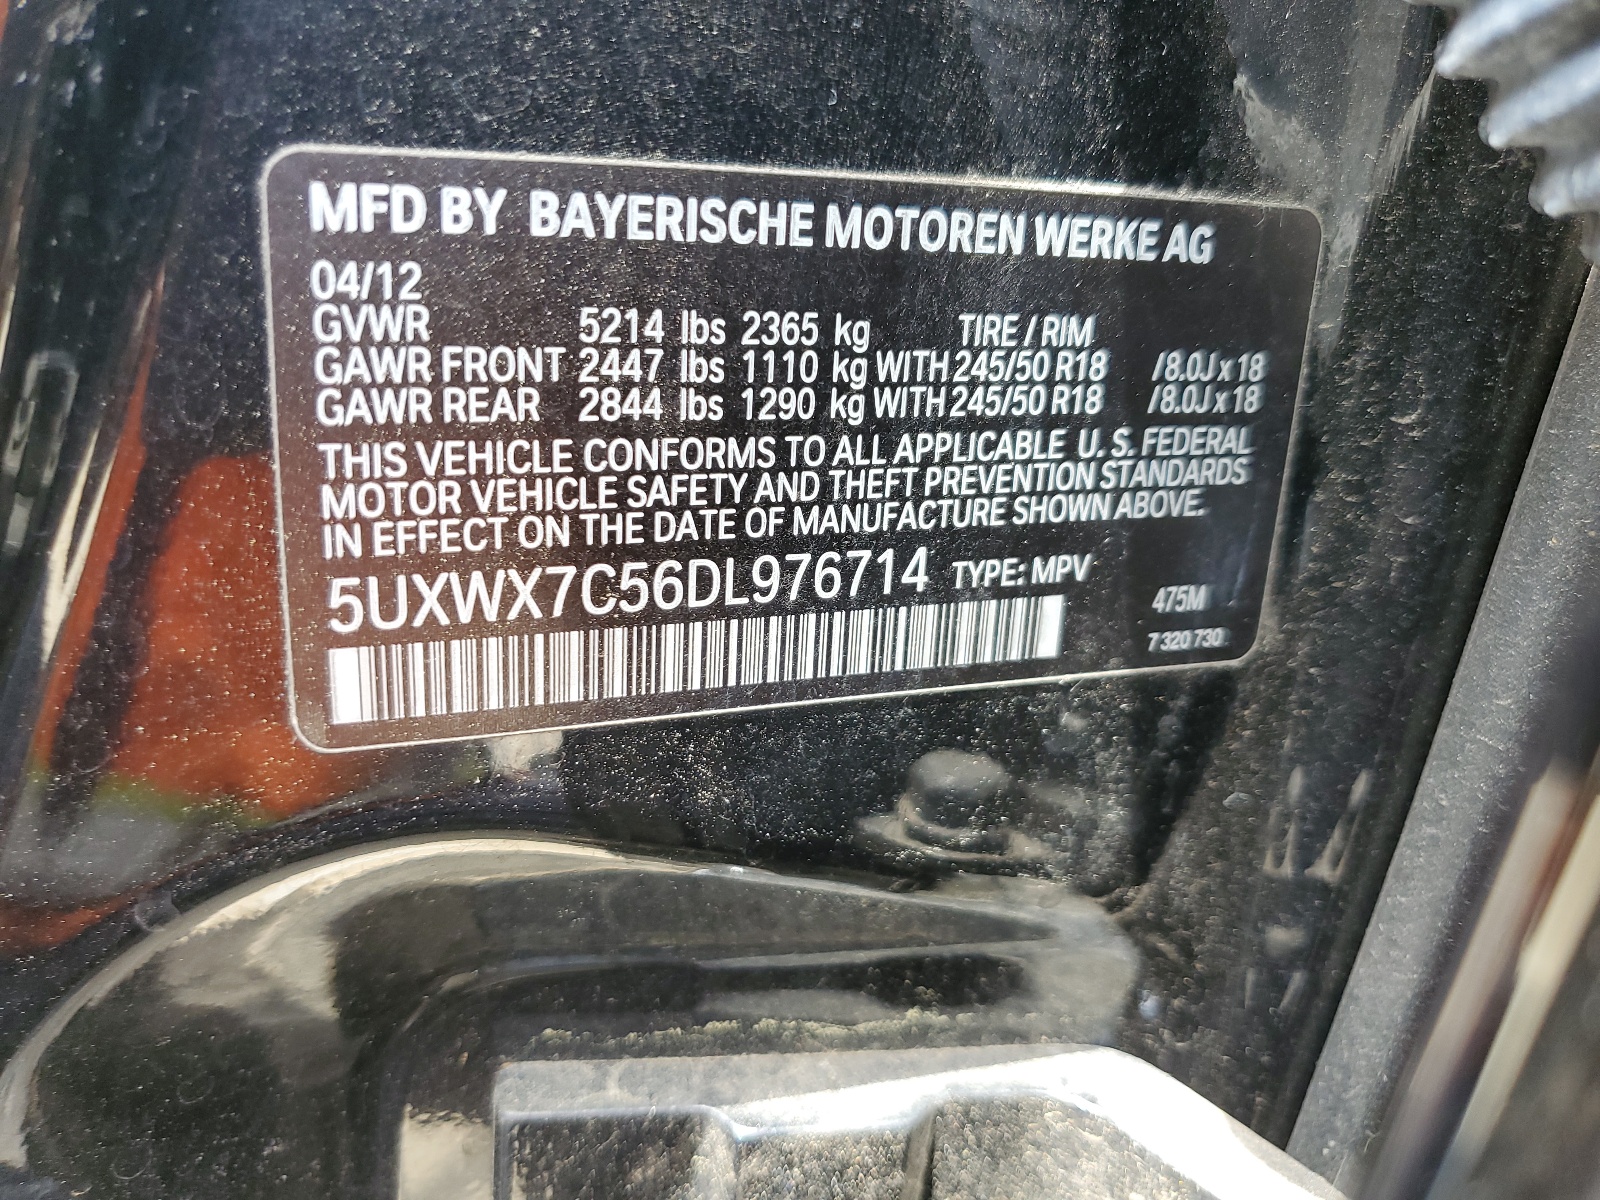 MFD BY BAYERISCHE MOTOREN WERKE AG
04/12
GVWR 5214 lbs 2365 kg TIRE / RIM
GAWR FRONT 2447 lbs 1110 kg WITH 245/50 R18 /8.0J x 18
GAWR REAR 2844 lbs 1290 kg WITH 245/50 R18 /8.0J x 18
THIS VEHICLE CONFORMS TO ALL APPLICABLE U. S. FEDERAL
MOTOR VEHICLE SAFETY AND THEFT PREVENTION STANDARDS
IN EFFECT ON THE DATE OF MANUFACTURE SHOWN ABOVE.
5UXWX7C56DL976714 TYPE: MPV
475M
7 320 730